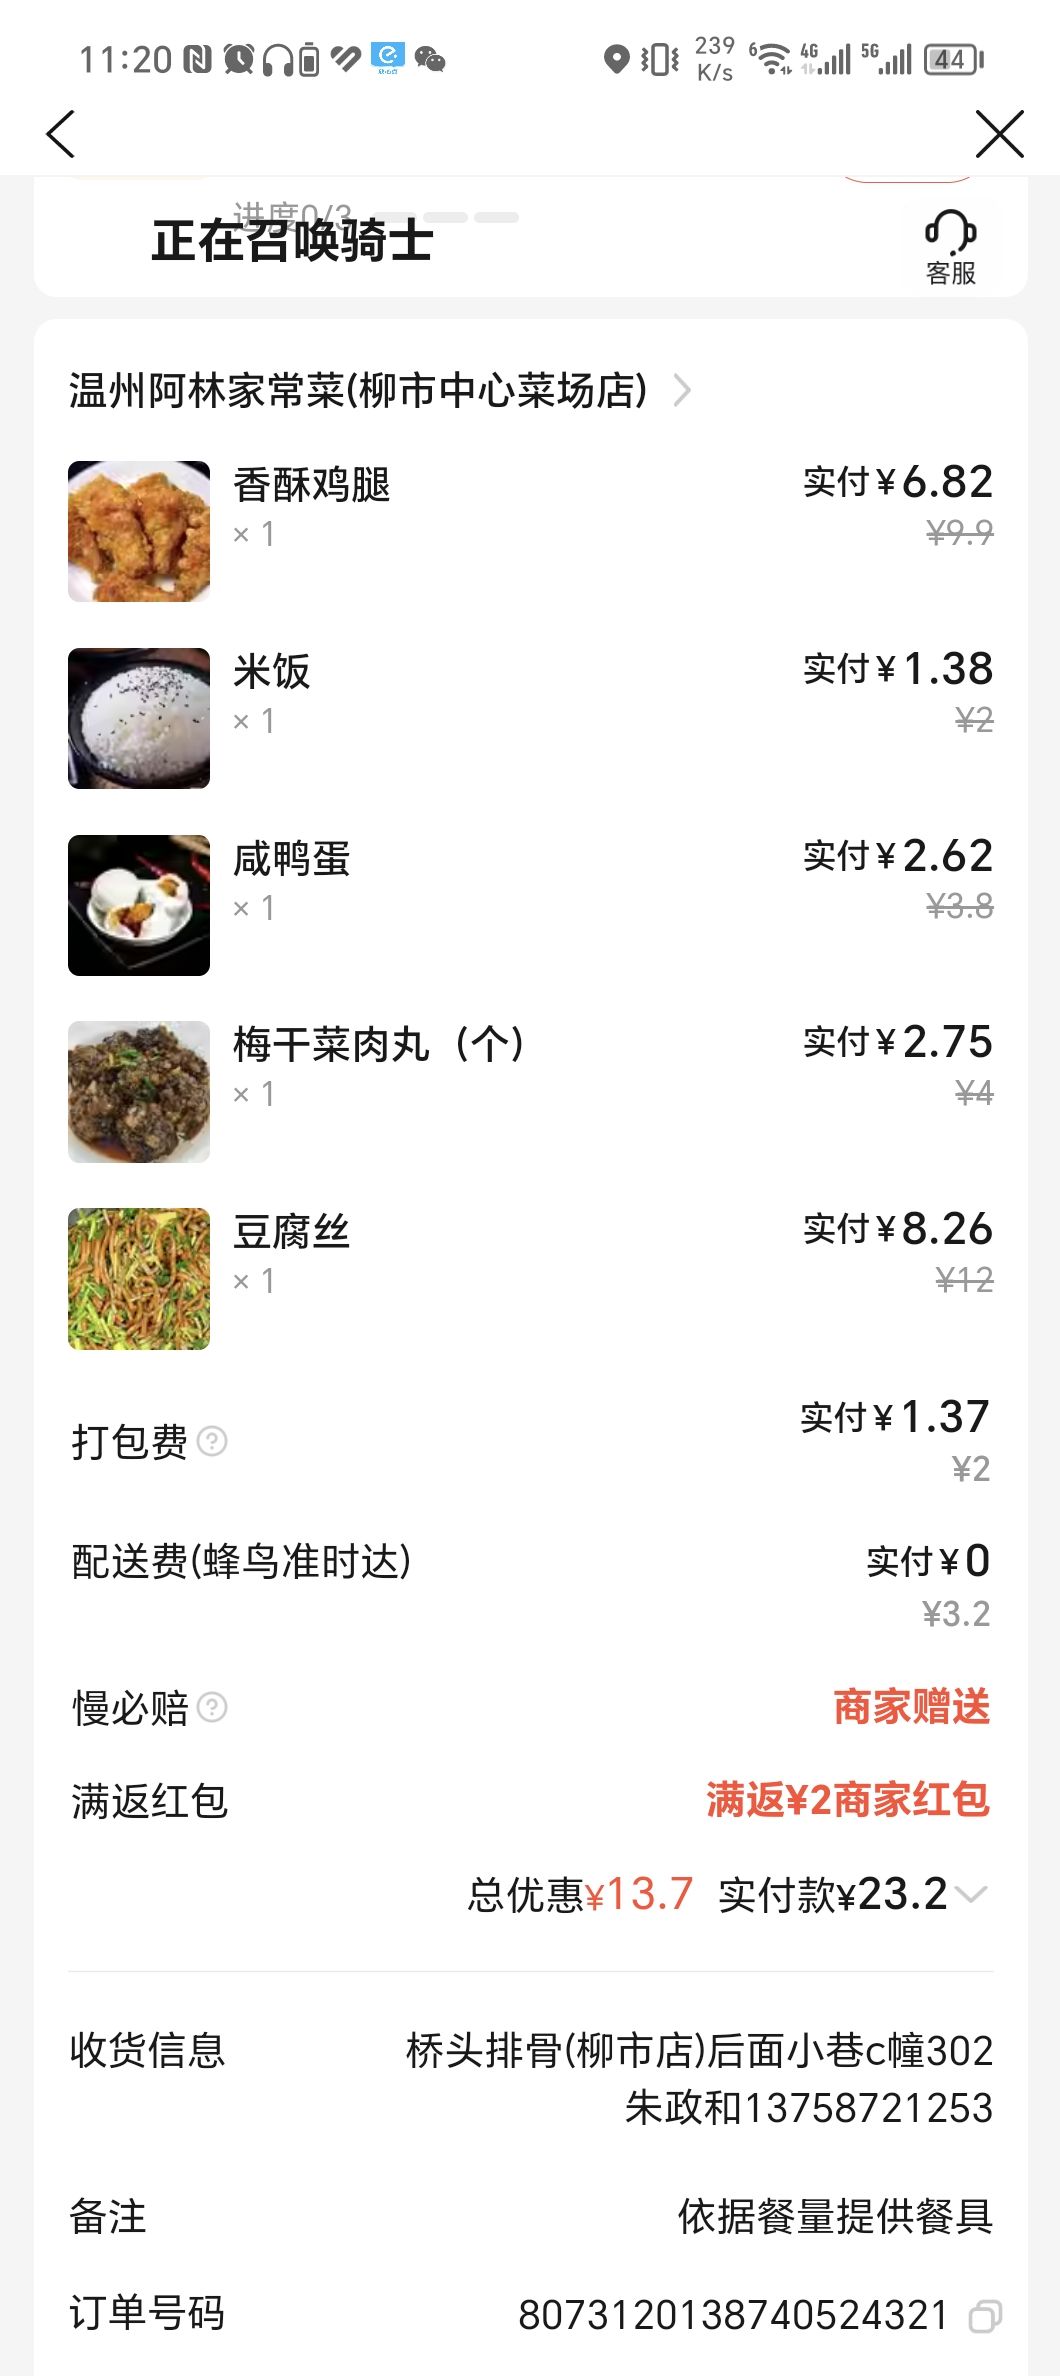 11:20
239
K/s
6
4G
5G
44
进度0/3
正在召唤骑士
客服
温州阿林家常菜(柳市中心菜场店)
香酥鸡腿
实付¥6.82
× 1
¥9.9
米饭
实付¥1.38
× 1
¥2
咸鸭蛋
实付¥2.62
× 1
¥3.8
梅干菜肉丸（个）
实付¥2.75
× 1
¥4
豆腐丝
实付¥8.26
× 1
¥12
打包费
实付¥1.37
¥2
配送费(蜂鸟准时达)
实付¥0
¥3.2
慢必赔
商家赠送
满返红包
满返¥2商家红包
总优惠¥13.7 实付款¥23.2
收货信息
桥头排骨(柳市店)后面小巷c幢302
朱政和13758721253
备注
依据餐量提供餐具
订单号码
8073120138740524321